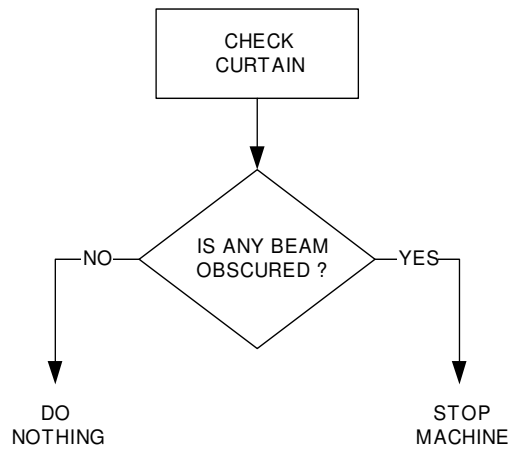 CHECK
CURTAIN
IS ANY BEAM
OBSCURED ?
NO
YES
DO
NOTHING
STOP
MACHINE